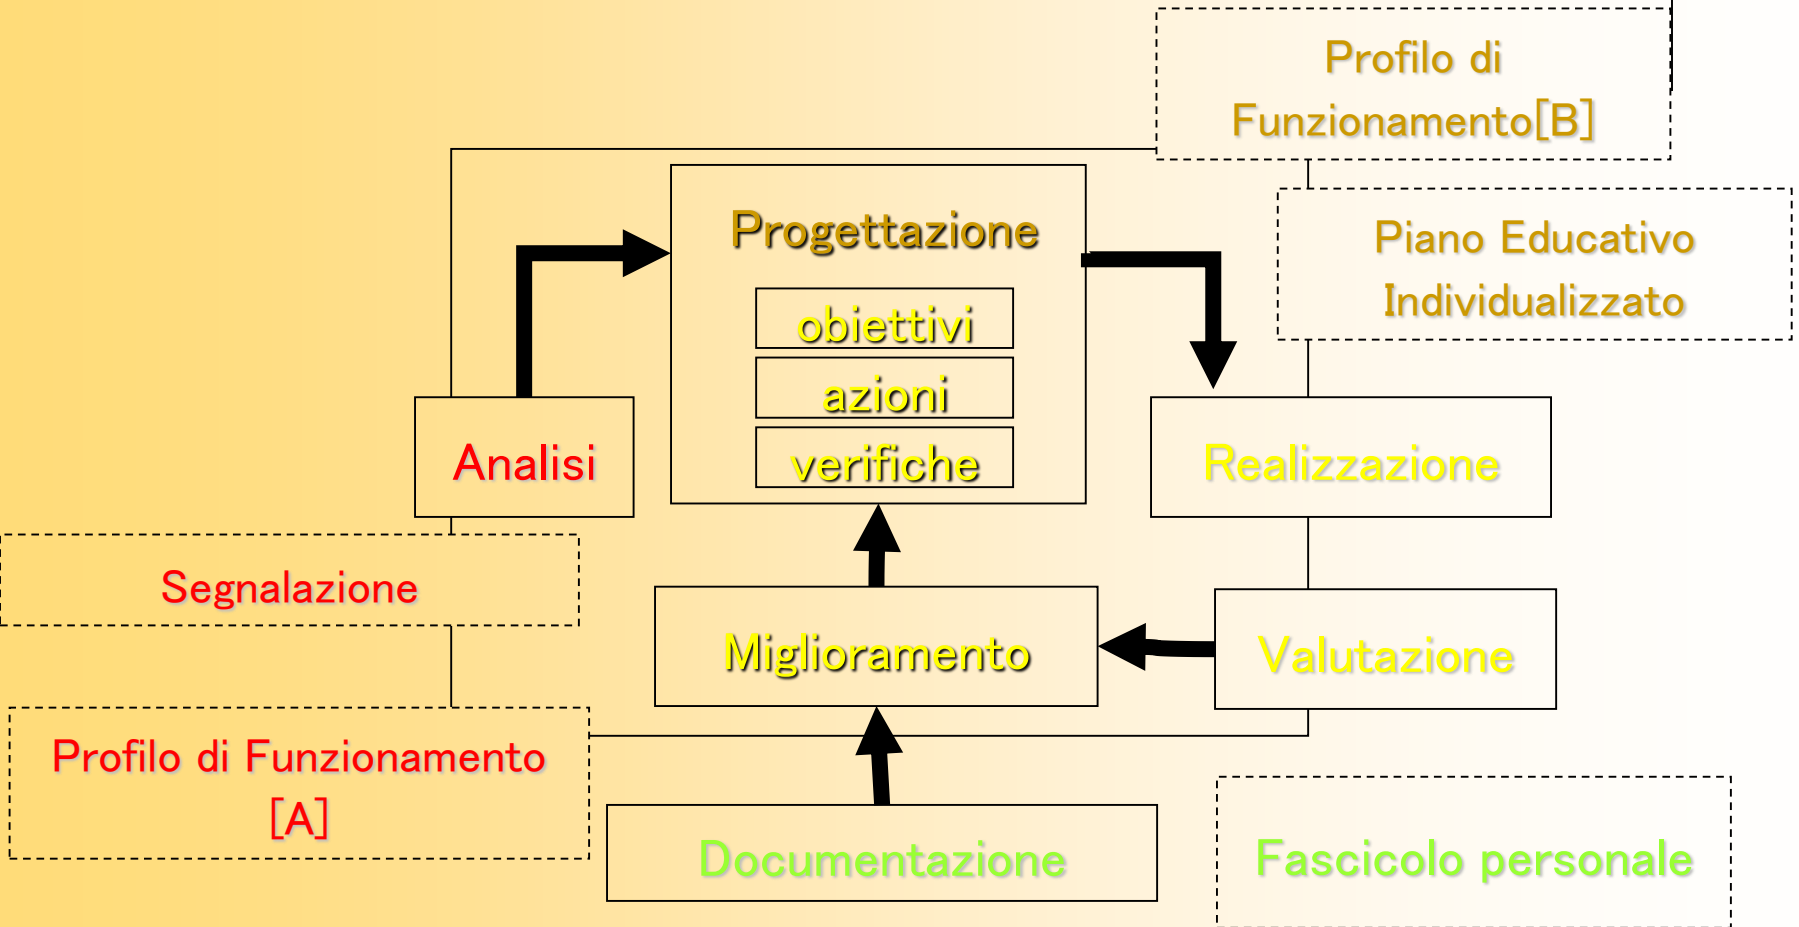 Profilo di
Funzionamento[B]
Progettazione
Piano Educativo
Individualizzato
obiettivi
azioni
verifiche
Analisi
Realizzazione
Segnalazione
Miglioramento
Valutazione
Profilo di Funzionamento
[A]
Documentazione
Fascicolo personale